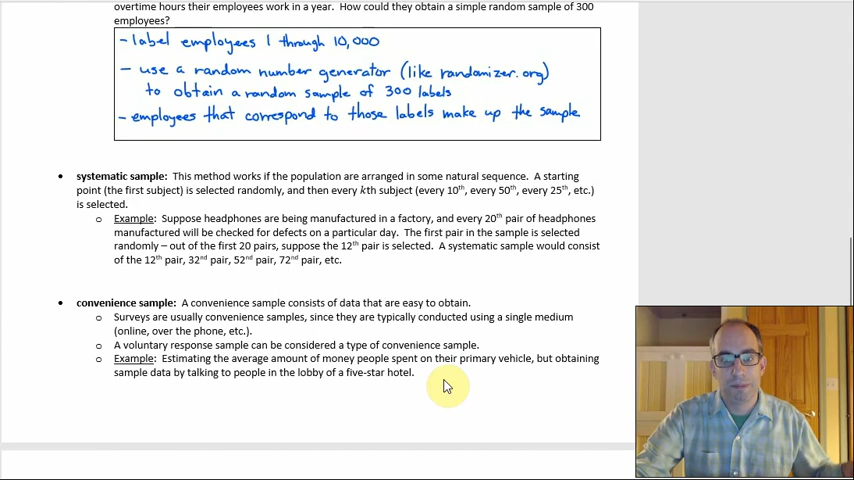 overtime hours their employees work in a year. How could they obtain a simple random sample of 300
employees?
- label employees 1 through 10,000
- use a random number generator (like randomizer.org)
to obtain a random sample of 300 labels
- employees that correspond to those labels make up the sample
• systematic sample: This method works if the population are arranged in some natural sequence. A starting
point (the first subject) is selected randomly, and then every kth subject (every 10th, every 50th, every 25th, etc.)
is selected.
o Example: Suppose headphones are being manufactured in a factory, and every 20th pair of headphones
manufactured will be checked for defects on a particular day. The first pair in the sample is selected
randomly – out of the first 20 pairs, suppose the 12th pair is selected. A systematic sample would consist
of the 12th pair, 32nd pair, 52nd pair, 72nd pair, etc.
• convenience sample: A convenience sample consists of data that are easy to obtain.
o Surveys are usually convenience samples, since they are typically conducted using a single medium
(online, over the phone, etc.).
o A voluntary response sample can be considered a type of convenience sample.
o Example: Estimating the average amount of money people spent on their primary vehicle, but obtaining
sample data by talking to people in the lobby of a five-star hotel.